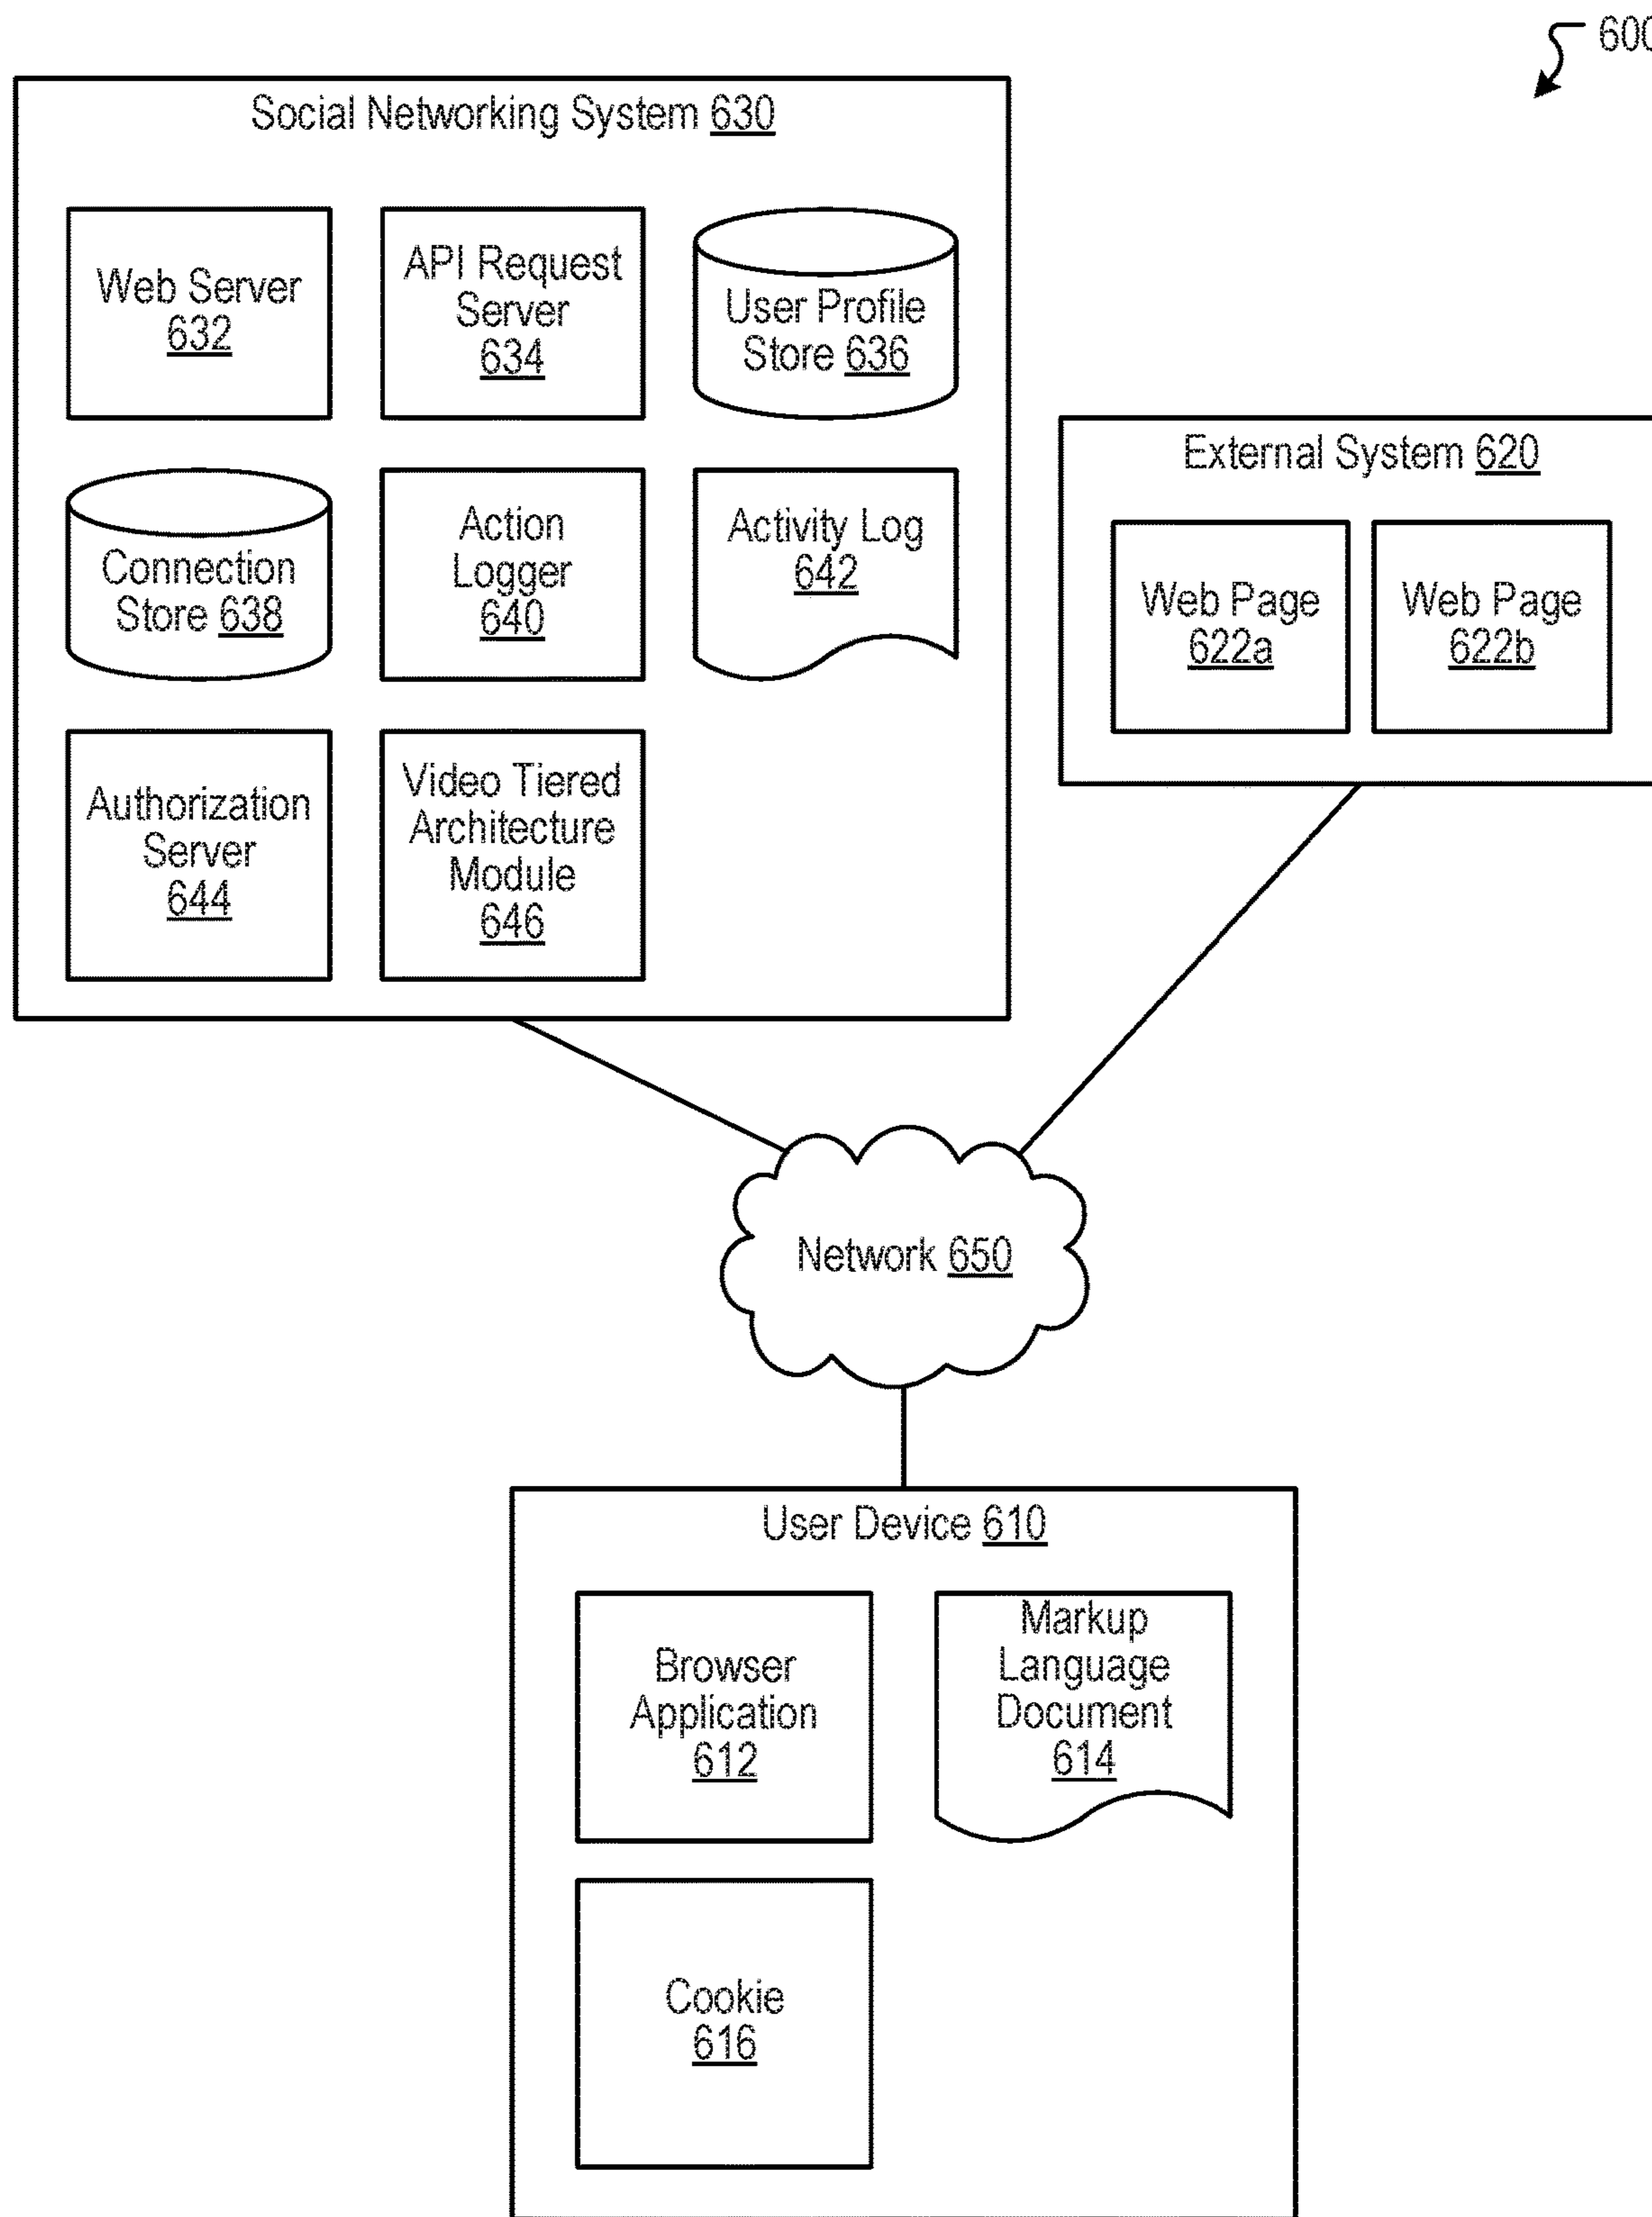 600
Social Networking System 630
Web Server
632
API Request
Server
634
User Profile
Store 636
Connection
Store 638
Action
Logger
640
Activity Log
642
Authorization
Server
644
Video Tiered
Architecture
Module
646
External System 620
Web Page
622a
Web Page
622b
Network 650
User Device 610
Browser
Application
612
Markup
Language
Document
614
Cookie
616